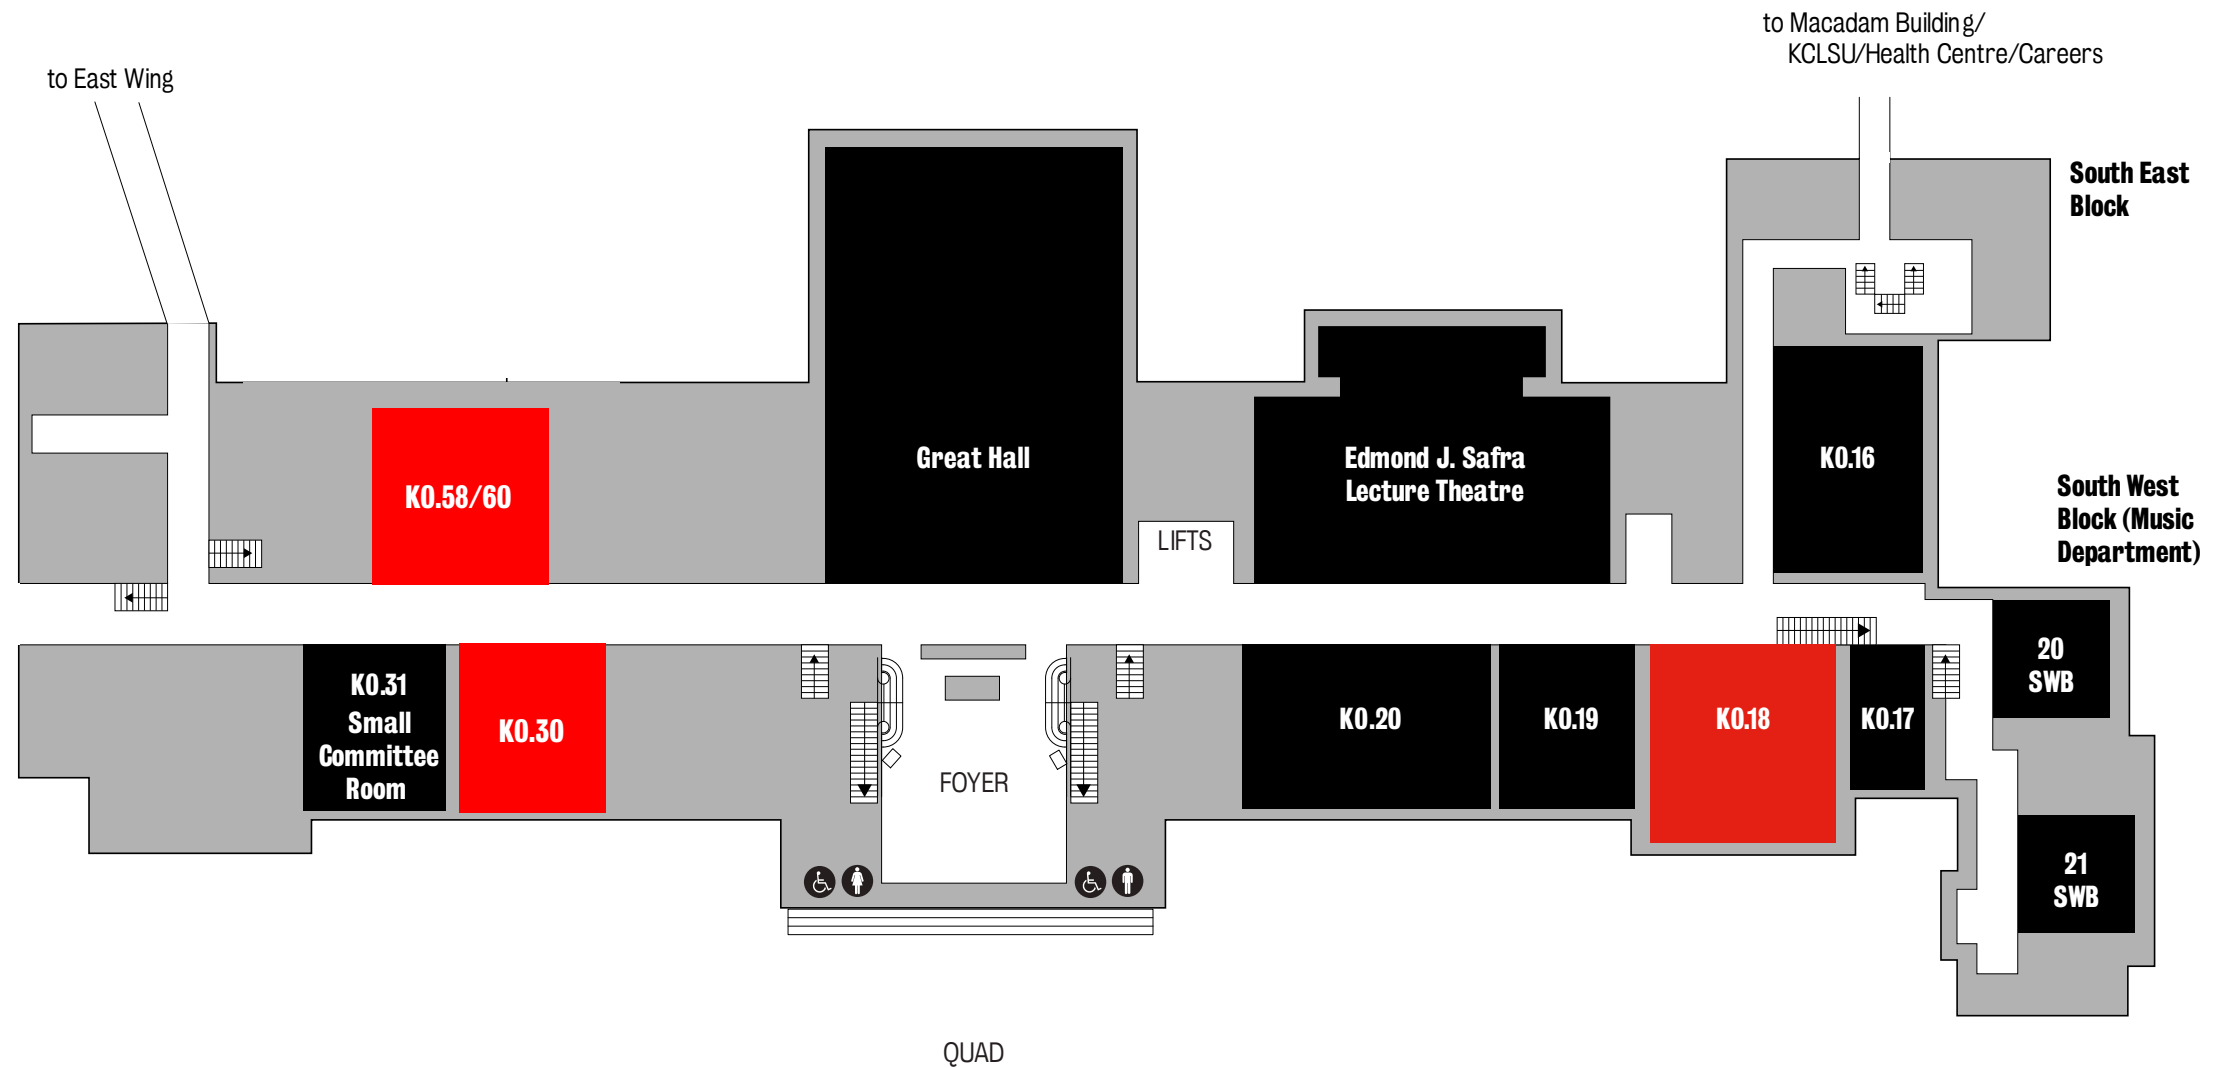 to Macadam Building/
KCLSU/Health Centre/Careers
to East Wing
South East
Block
Great Hall
Edmond J. Safra
Lecture Theatre
K0.16
K0.58/60
South West
Block (Music
Department)
LIFTS
20
SWB
K0.31
Small
Committee
Room
K0.30
K0.20
K0.19
K0.18
K0.17
FOYER
21
SWB
QUAD